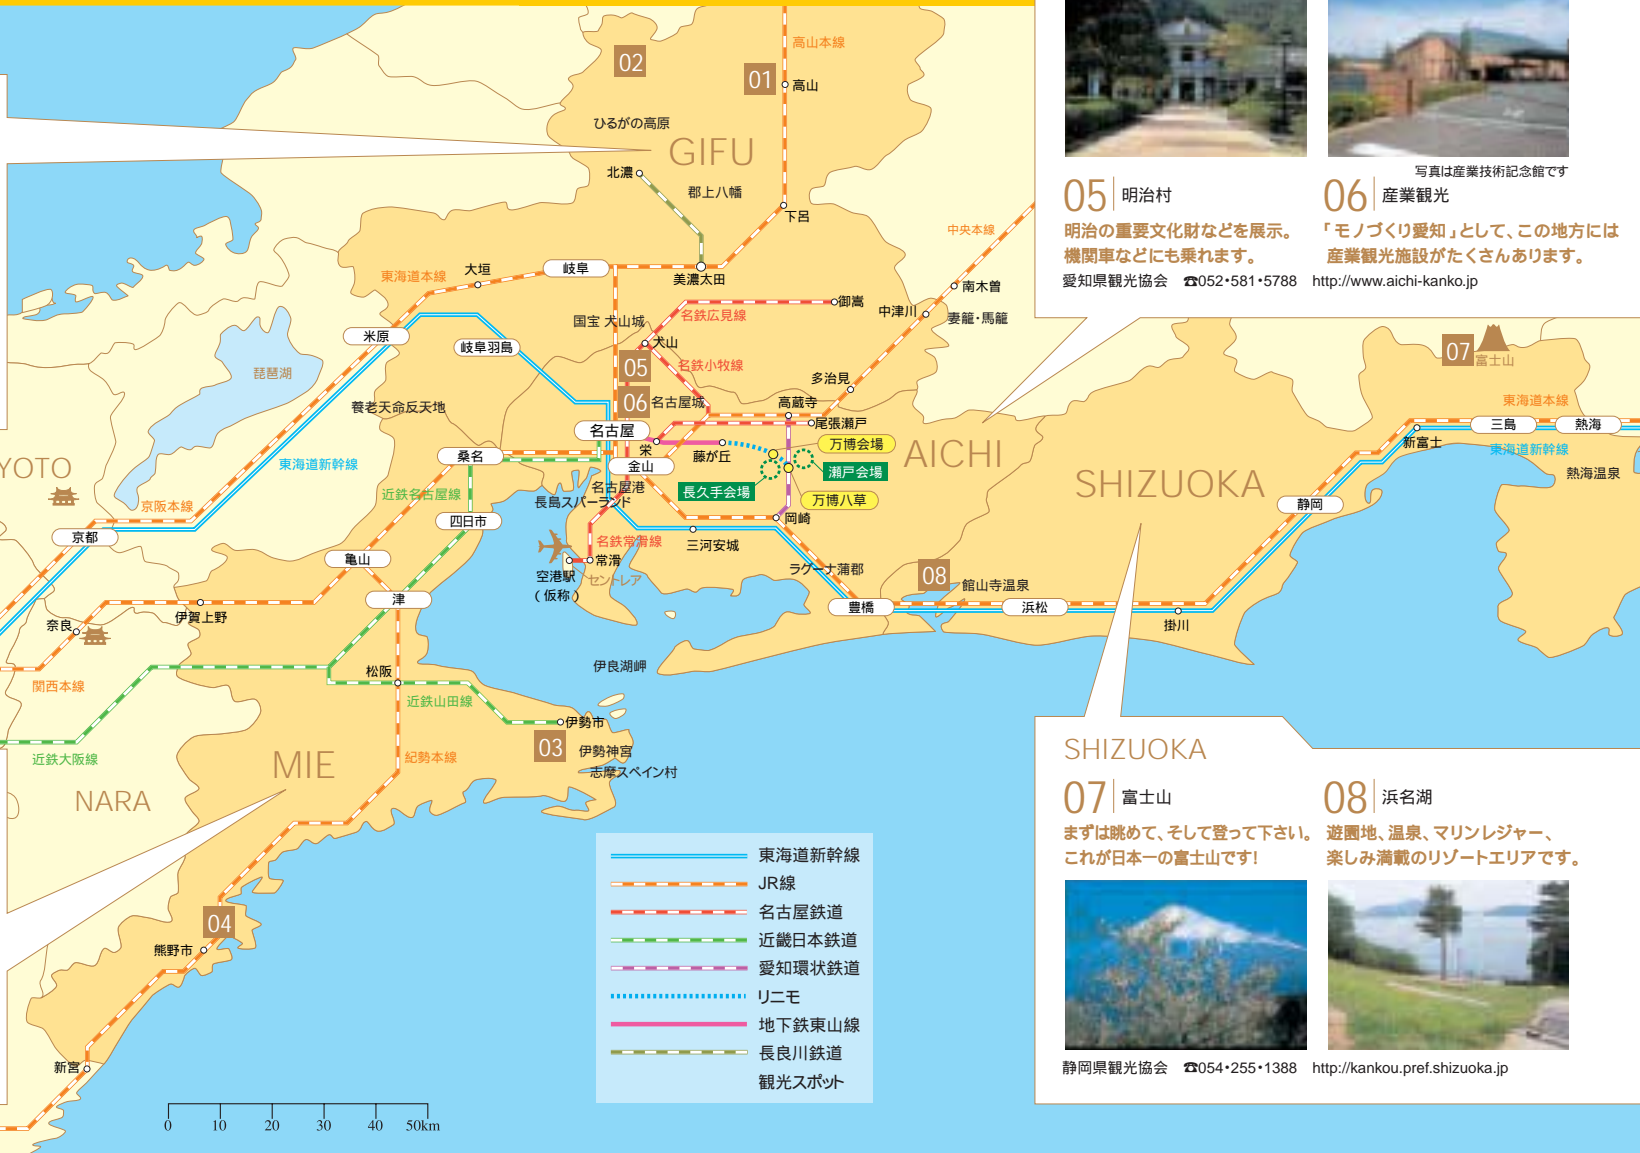 02
01
高山本線
高山
ひるがの高原
GIFU
北濃
郡上八幡
下呂
中央本線
東海道本線
大垣
岐阜
美濃太田
南木曽
御嵩
中津川
妻籠・馬籠
名鉄広見線
国宝 犬山城
米原
岐阜羽島
犬山
05
名鉄小牧線
琵琶湖
多治見
養老天命反天地
06
名古屋城
高蔵寺
尾張瀬戸
名古屋
栄
万博会場
桑名
藤が丘
AICHI
金山
瀬戸会場
YOTO
東海道新幹線
名古屋港
長久手会場
近鉄名古屋線
長島スパーランド
万博八草
京阪本線
四日市
岡崎
京都
名鉄常滑線
三河安城
亀山
常滑
空港駅
(仮称)
セントレア
ラグーナ蒲郡
津
08
館山寺温泉
豊橋
浜松
掛川
伊賀上野
奈良
SHIZUOKA
静岡
07
富士山
東海道本線
三島
熱海
新富士
東海道新幹線
熱海温泉
伊良湖岬
松阪
関西本線
近鉄山田線
伊勢市
03
伊勢神宮
志摩スペイン村
近鉄大阪線
MIE
紀勢本線
NARA
04
熊野市
新宮
0 10 20 30 40 50km
東海道新幹線
JR線
名古屋鉄道
近畿日本鉄道
愛知環状鉄道
リニモ
地下鉄東山線
長良川鉄道
観光スポット
写真は産業技術記念館です
05 明治村
明治の重要文化財などを展示。
機関車などにも乗れます。
06 産業観光
「モノづくり愛知」として、この地方には
産業観光施設がたくさんあります。
愛知県観光協会 ☎052・581・5788 http://www.aichi-kanko.jp
SHIZUOKA
07 富士山
まずは眺めて、そして登って下さい。
これが日本一の富士山です!
08 浜名湖
遊園地、温泉、マリンレジャー、
楽しみ満載のリゾートエリアです。
静岡県観光協会 ☎054・255・1388 http://kankou.pref.shizuoka.jp